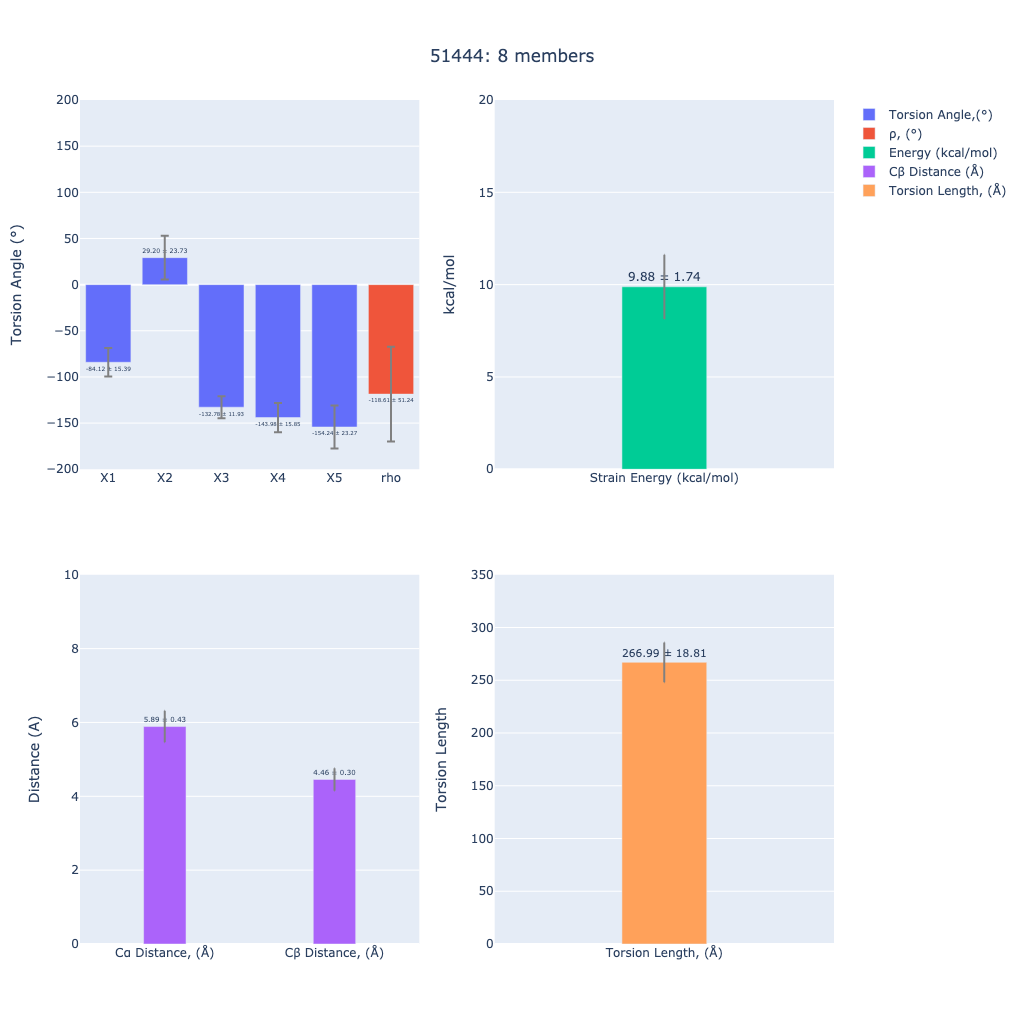 51444: 8 members
Torsion Angle (°)
200
150
100
50
0
−50
−100
−150
−200
-84.12 ± 15.39
29.20 ± 23.73
-132.78 ± 11.93
-143.98 ± 15.85
-154.24 ± 23.27
-118.61 ± 51.24
X1 X2 X3 X4 X5 rho
kcal/mol
20
15
10
5
0
9.88 ± 1.74
Strain Energy (kcal/mol)
Torsion Angle,(°)
ρ, (°)
Energy (kcal/mol)
Cβ Distance (Å)
Torsion Length, (Å)
Distance (A)
10
8
6
4
2
0
5.89 ± 0.43
4.46 ± 0.30
Cα Distance, (Å) Cβ Distance, (Å)
Torsion Length
350
300
250
200
150
100
50
0
266.99 ± 18.81
Torsion Length, (Å)